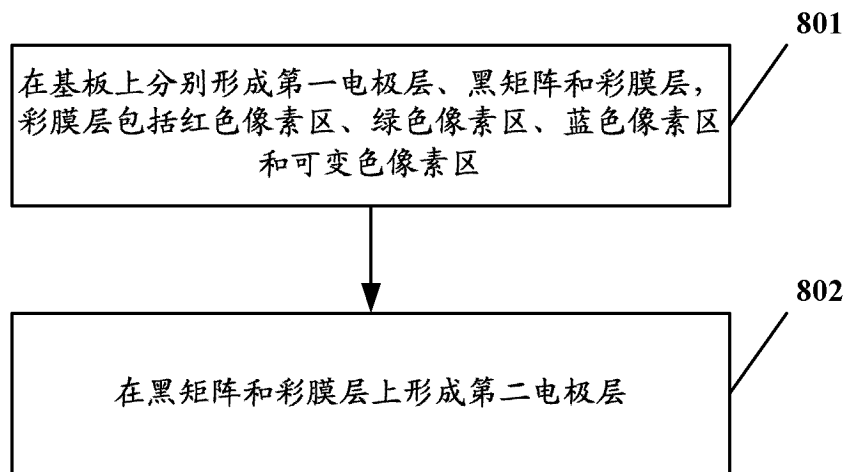 801
在基板上分别形成第一电极层、黑矩阵和彩膜层，
彩膜层包括红色像素区、绿色像素区、蓝色像素区
和可变色像素区
802
在黑矩阵和彩膜层上形成第二电极层